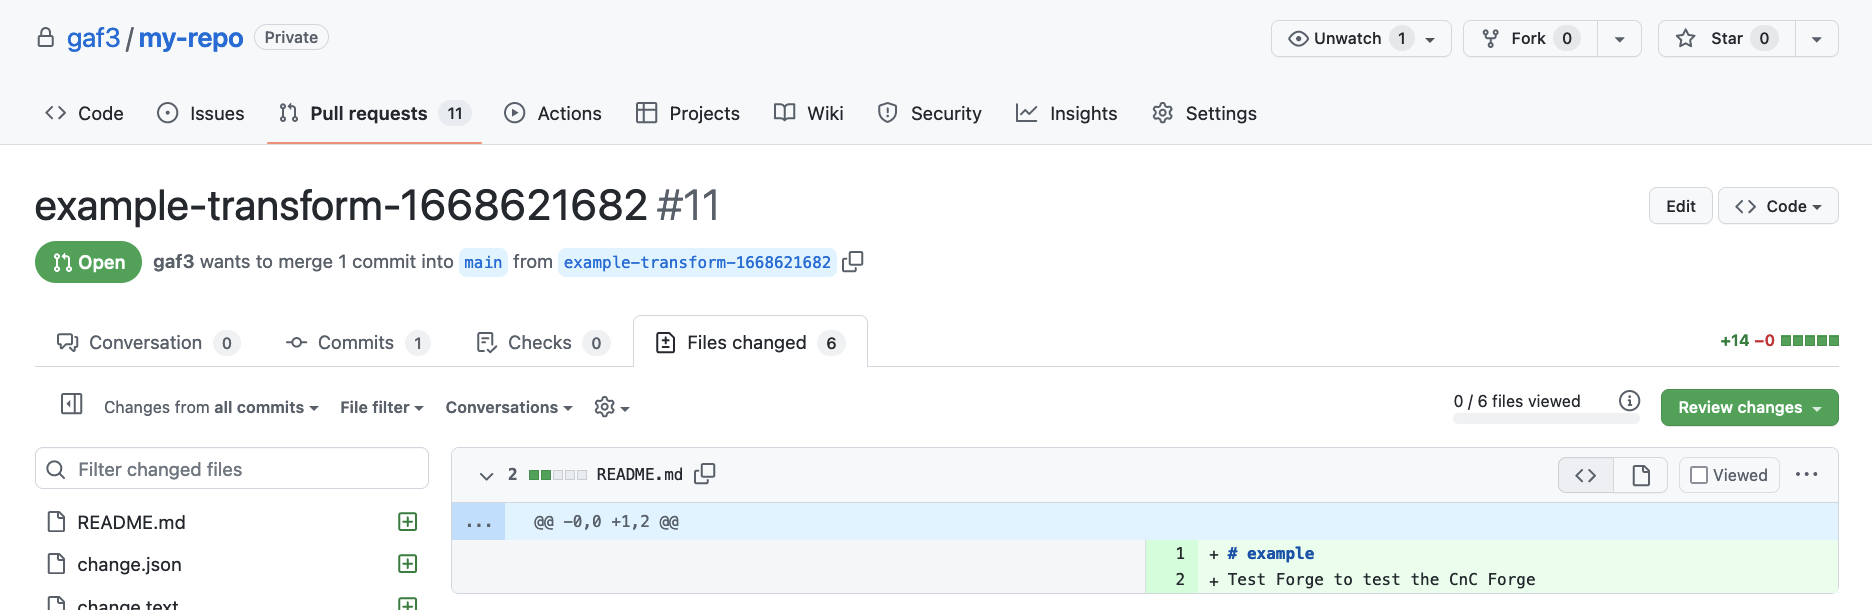 gaf3 / my-repo Private Unwatch 1 Fork 0 Star 0
Code Issues Pull requests 11 Actions Projects Wiki Security Insights Settings
example-transform-1668621682 #11 Edit Code
Open gaf3 wants to merge 1 commit into main from example-transform-1668621682
Conversation 0 Commits 1 Checks 0 Files changed 6 +14 −0
Changes from all commits File filter Conversations 0 / 6 files viewed Review changes
Filter changed files
2 README.md Viewed ...
... @@ -0,0 +1,2 @@
README.md
1 + # example
change.json
2 + Test Forge to test the CnC Forge
change.text